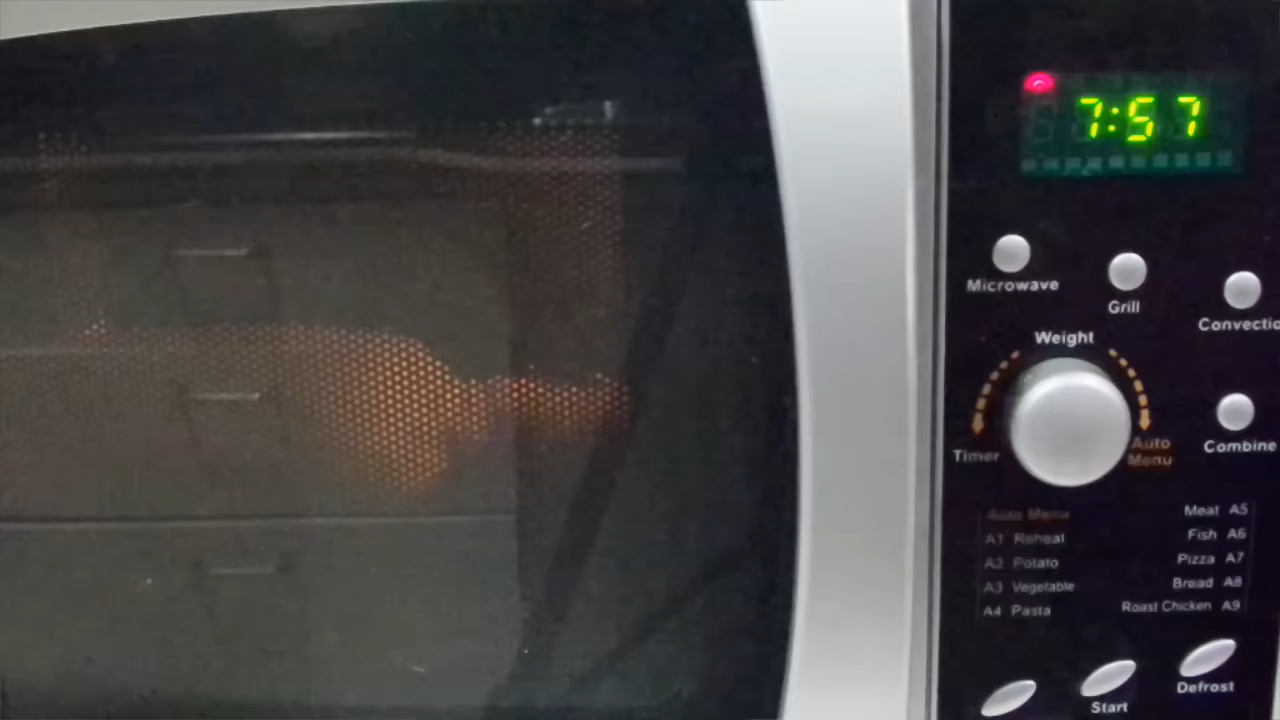 7:57
Microwave
Grill
Convectio
Weight
Timer
Auto
Menu
Combine
Auto Menu
A1 Reheat
A2 Potato
A3 Vegetable
A4 Pasta
Meat A5
Fish A6
Pizza A7
Bread A8
Roast Chicken A9
Start
Defrost